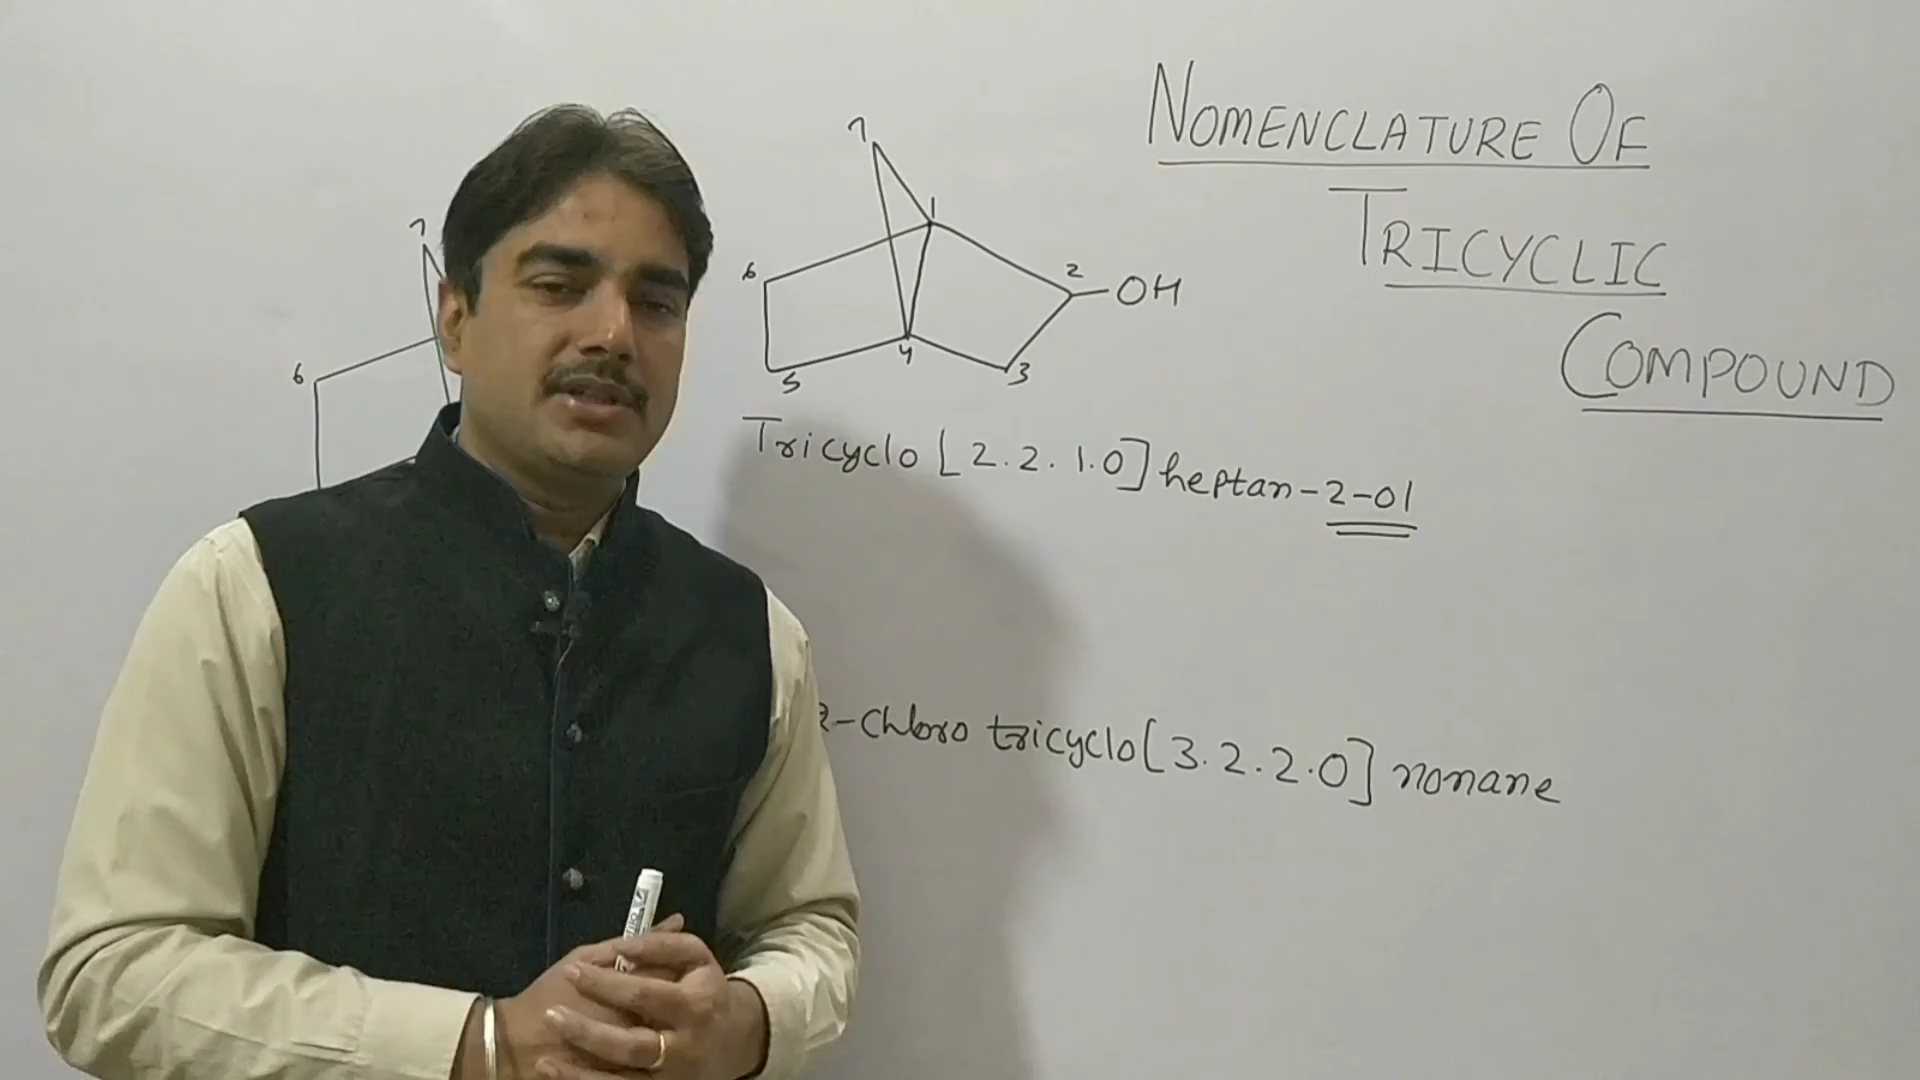 NOMENCLATURE OF
TRICYCLIC
COMPOUND
7
1
6
2
OH
5
4
3
Tricyclo [2.2.1.0] heptan-2-ol
7
6
-Chloro tricyclo[3.2.2.0] nonane